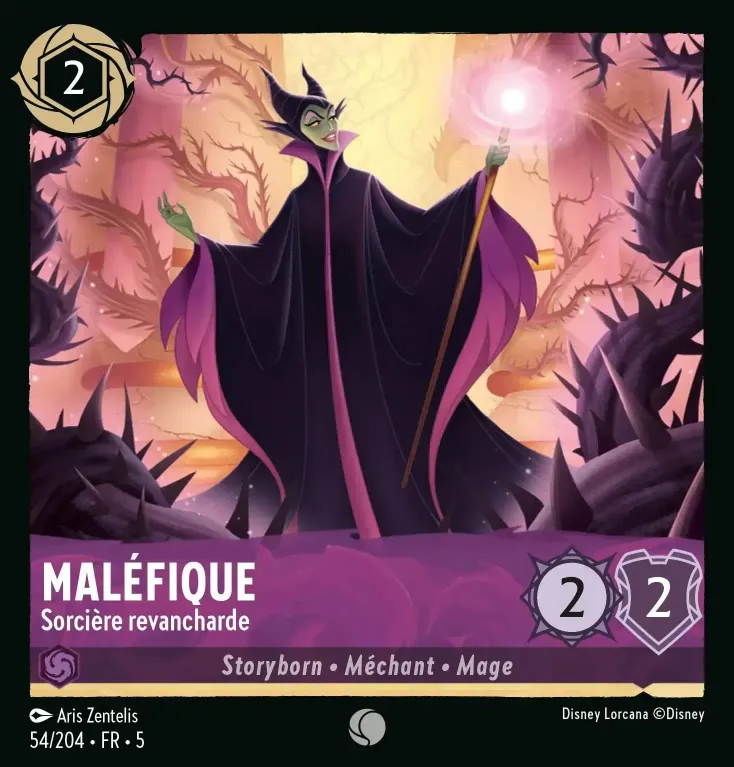 2
MALÉFIQUE
Sorcière revancharde
2 2
Storyborn • Méchant • Mage
Aris Zentelis
Disney Lorcana ©Disney
54/204 • FR • 5